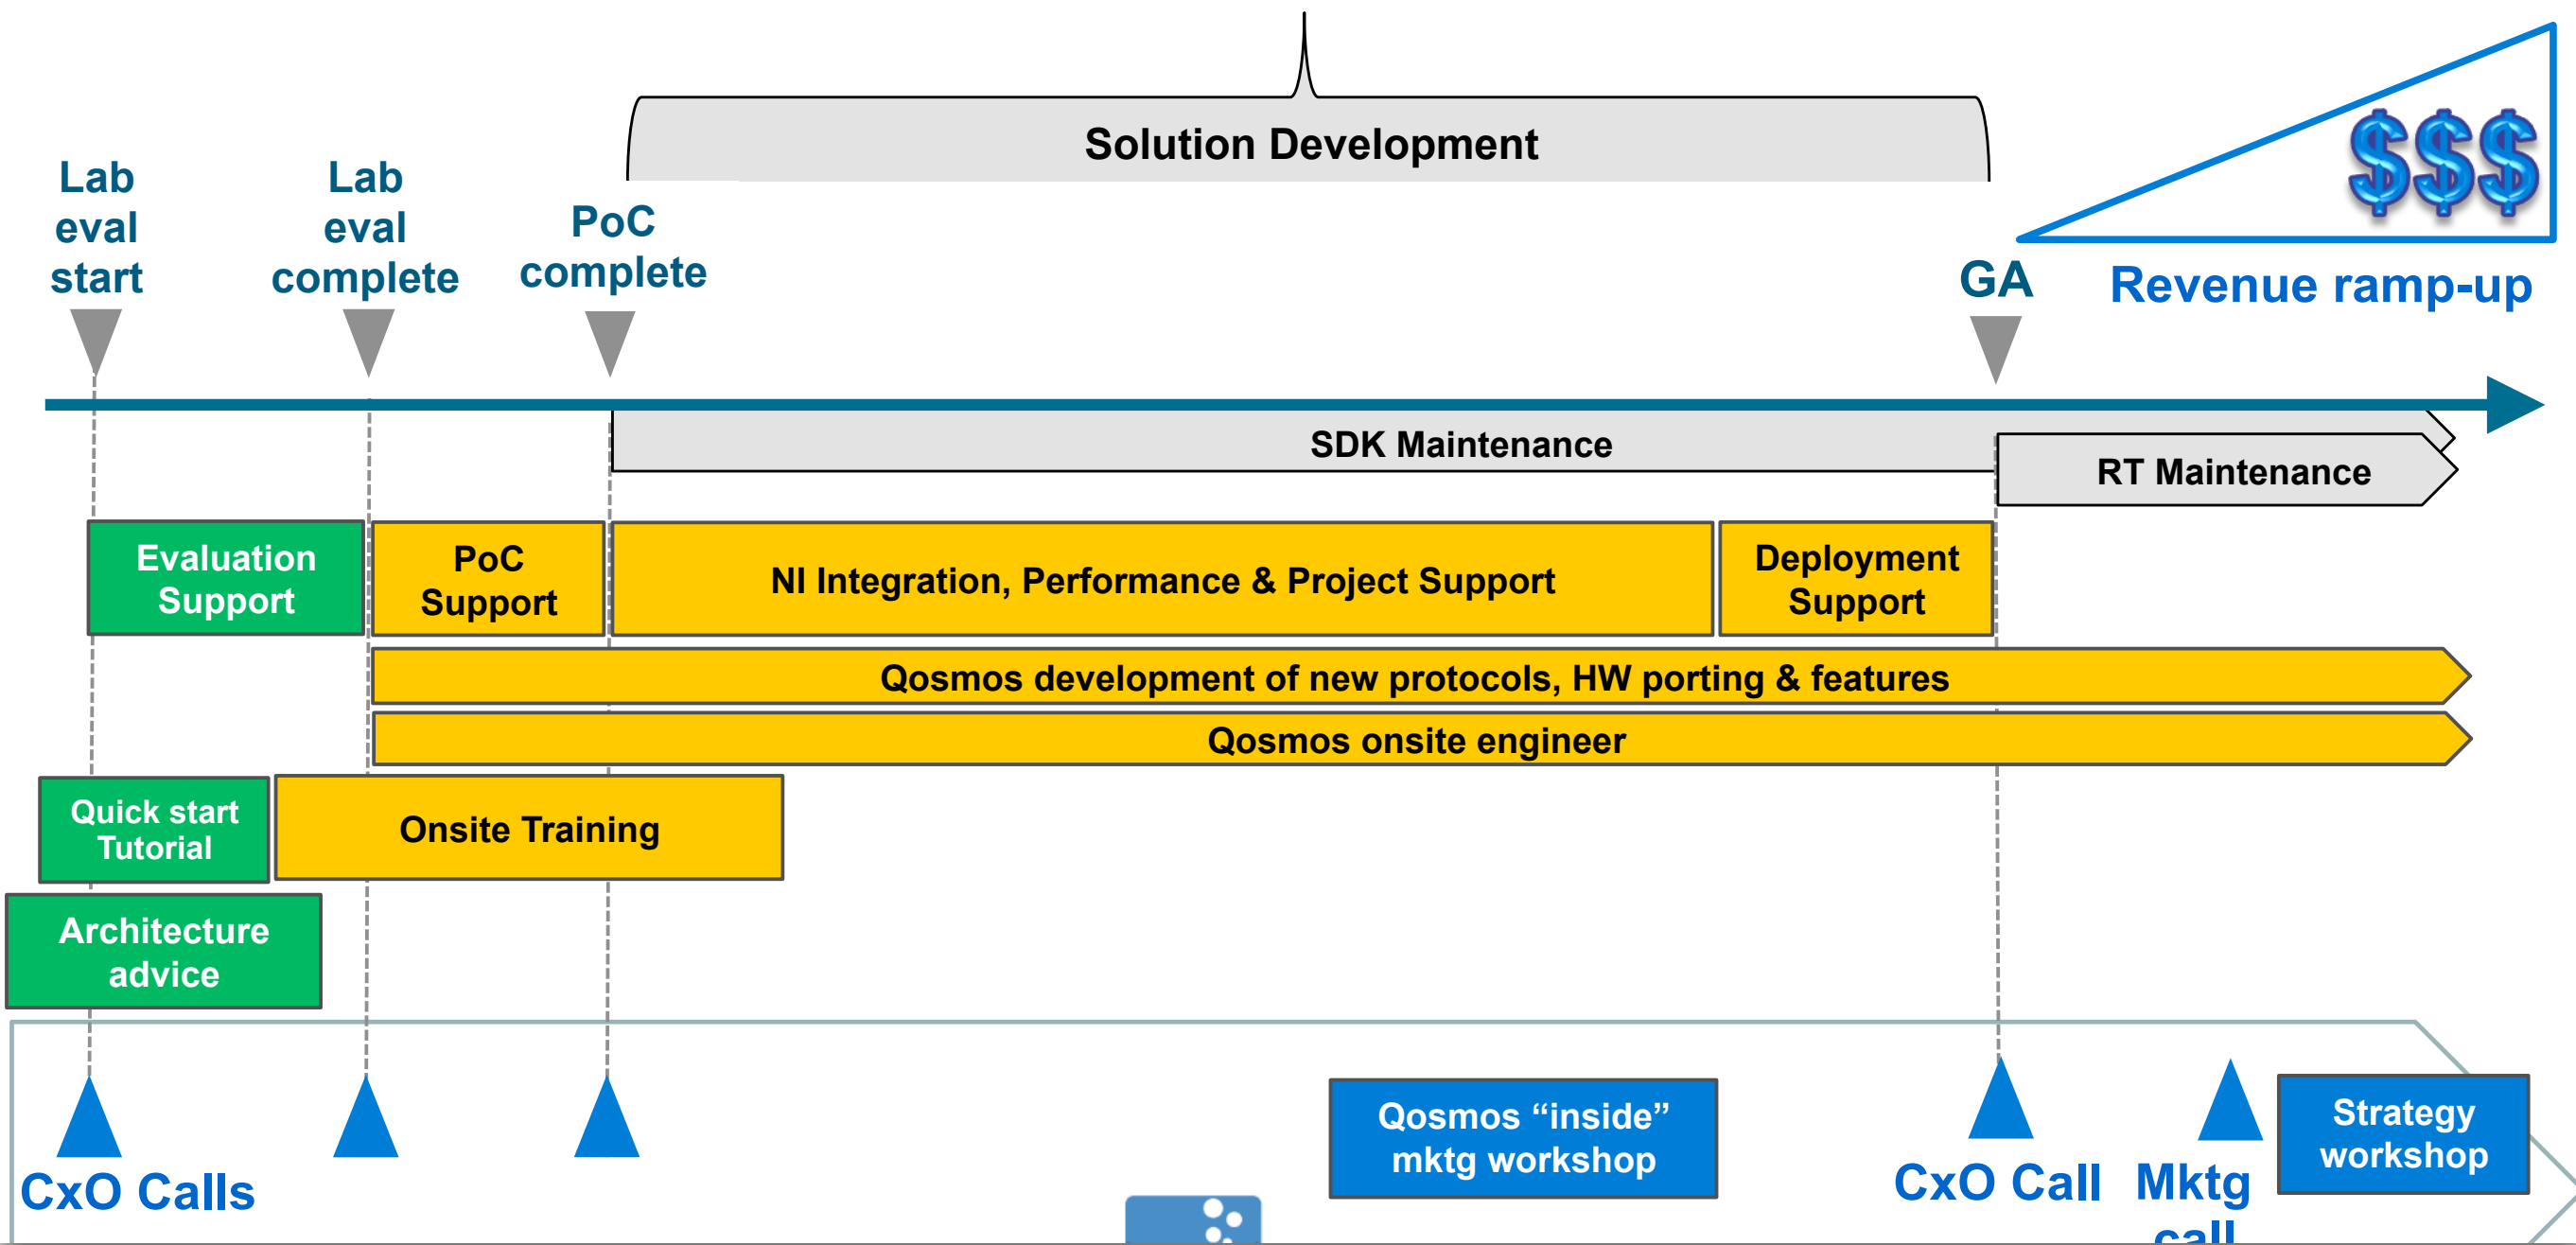 Solution Development
$$$
Lab
eval
start
Lab
eval
complete
PoC
complete
GA
Revenue ramp-up
SDK Maintenance
RT Maintenance
Evaluation
Support
PoC
Support
NI Integration, Performance & Project Support
Deployment
Support
Qosmos development of new protocols, HW porting & features
Qosmos onsite engineer
Quick start
Tutorial
Onsite Training
Architecture
advice
Qosmos “inside”
mktg workshop
Strategy
workshop
CxO Calls
CxO Call
Mktg
call